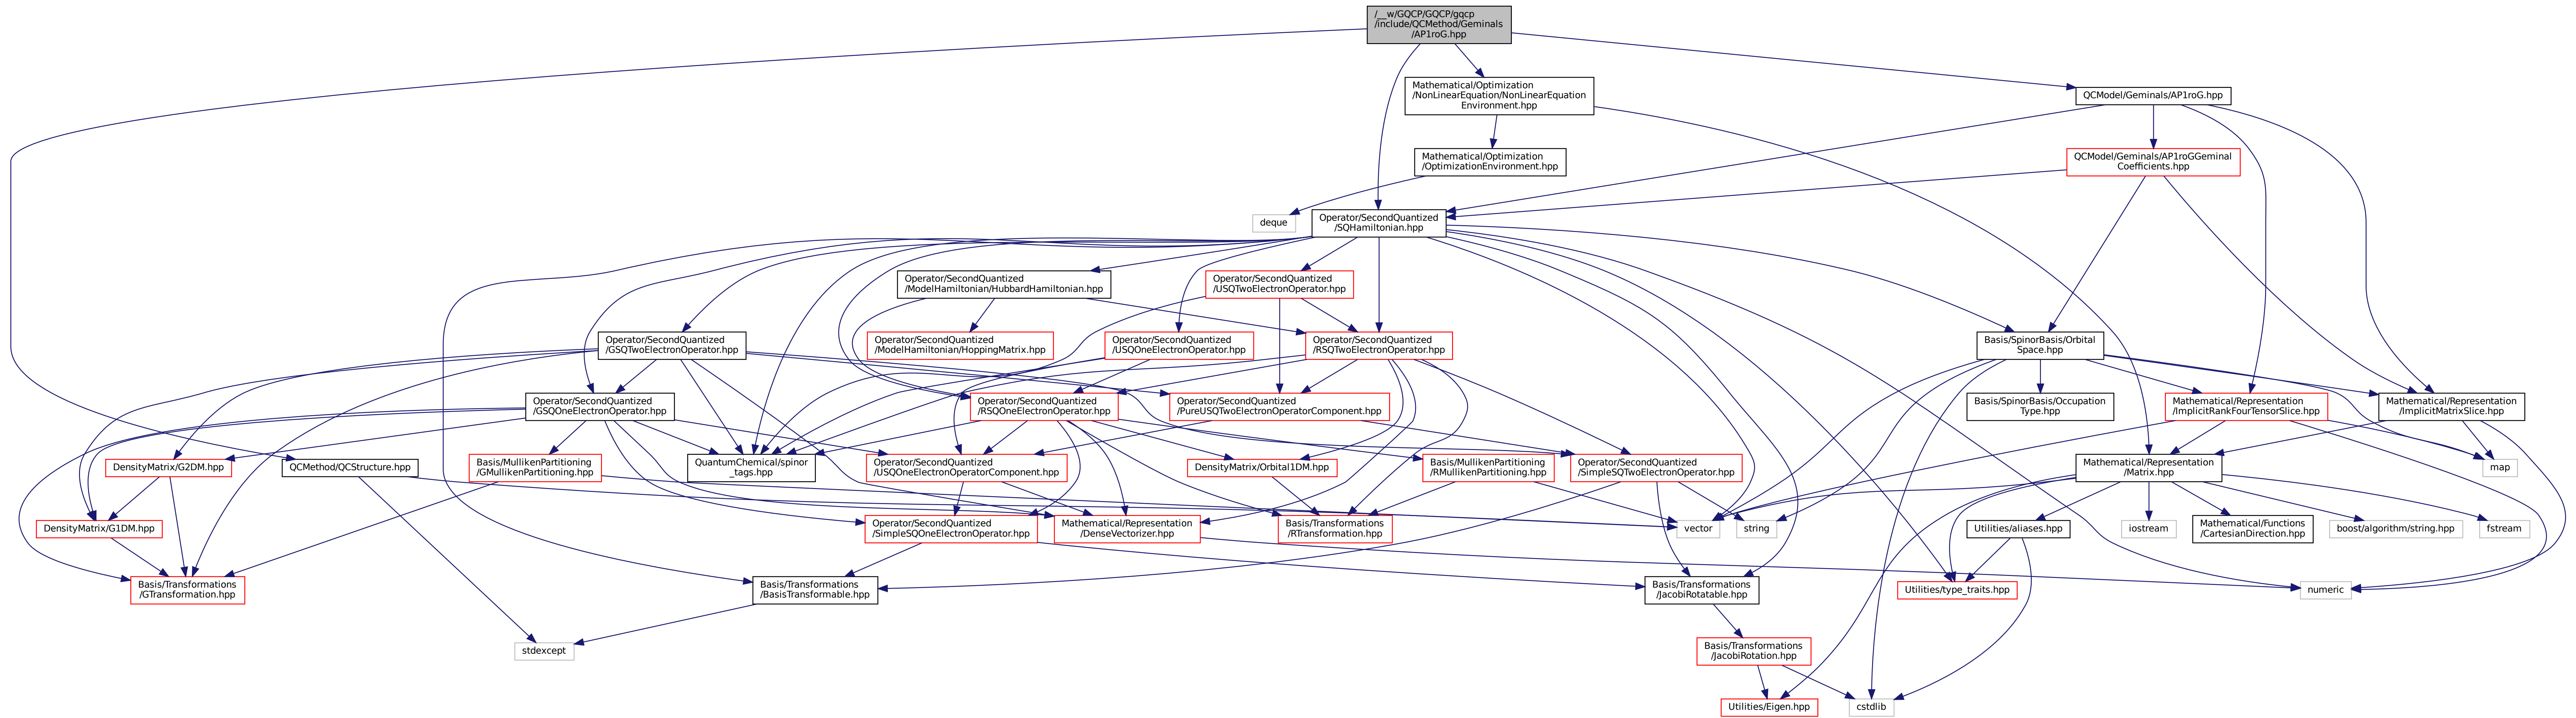 /__w/GQCP/GQCP/gqcp
/include/QCMethod/Geminals
/AP1roG.hpp
Mathematical/Optimization
/NonLinearEquation/NonLinearEquation
Environment.hpp
QCModel/Geminals/AP1roG.hpp
Mathematical/Optimization
/OptimizationEnvironment.hpp
QCModel/Geminals/AP1roGGeminal
Coefficients.hpp
deque
Operator/SecondQuantized
/SQHamiltonian.hpp
Operator/SecondQuantized
/ModelHamiltonian/HubbardHamiltonian.hpp
Operator/SecondQuantized
/USQTwoElectronOperator.hpp
Operator/SecondQuantized
/GSQTwoElectronOperator.hpp
Operator/SecondQuantized
/ModelHamiltonian/HoppingMatrix.hpp
Operator/SecondQuantized
/USQOneElectronOperator.hpp
Operator/SecondQuantized
/RSQTwoElectronOperator.hpp
Basis/SpinorBasis/Orbital
Space.hpp
Operator/SecondQuantized
/GSQOneElectronOperator.hpp
Operator/SecondQuantized
/RSQOneElectronOperator.hpp
Operator/SecondQuantized
/PureUSQTwoElectronOperatorComponent.hpp
Basis/SpinorBasis/Occupation
Type.hpp
Mathematical/Representation
/ImplicitRankFourTensorSlice.hpp
Mathematical/Representation
/ImplicitMatrixSlice.hpp
DensityMatrix/G2DM.hpp
QCMethod/QCStructure.hpp
Basis/MullikenPartitioning
/GMullikenPartitioning.hpp
QuantumChemical/spinor
_tags.hpp
Operator/SecondQuantized
/USQOneElectronOperatorComponent.hpp
DensityMatrix/Orbital1DM.hpp
Basis/MullikenPartitioning
/RMullikenPartitioning.hpp
Operator/SecondQuantized
/SimpleSQTwoElectronOperator.hpp
Mathematical/Representation
/Matrix.hpp
map
DensityMatrix/G1DM.hpp
Operator/SecondQuantized
/SimpleSQOneElectronOperator.hpp
Mathematical/Representation
/DenseVectorizer.hpp
Basis/Transformations
/RTransformation.hpp
vector
string
Utilities/aliases.hpp
iostream
Mathematical/Functions
/CartesianDirection.hpp
boost/algorithm/string.hpp
fstream
Basis/Transformations
/GTransformation.hpp
Basis/Transformations
/BasisTransformable.hpp
Basis/Transformations
/JacobiRotatable.hpp
Utilities/type_traits.hpp
numeric
stdexcept
Basis/Transformations
/JacobiRotation.hpp
Utilities/Eigen.hpp
cstdlib